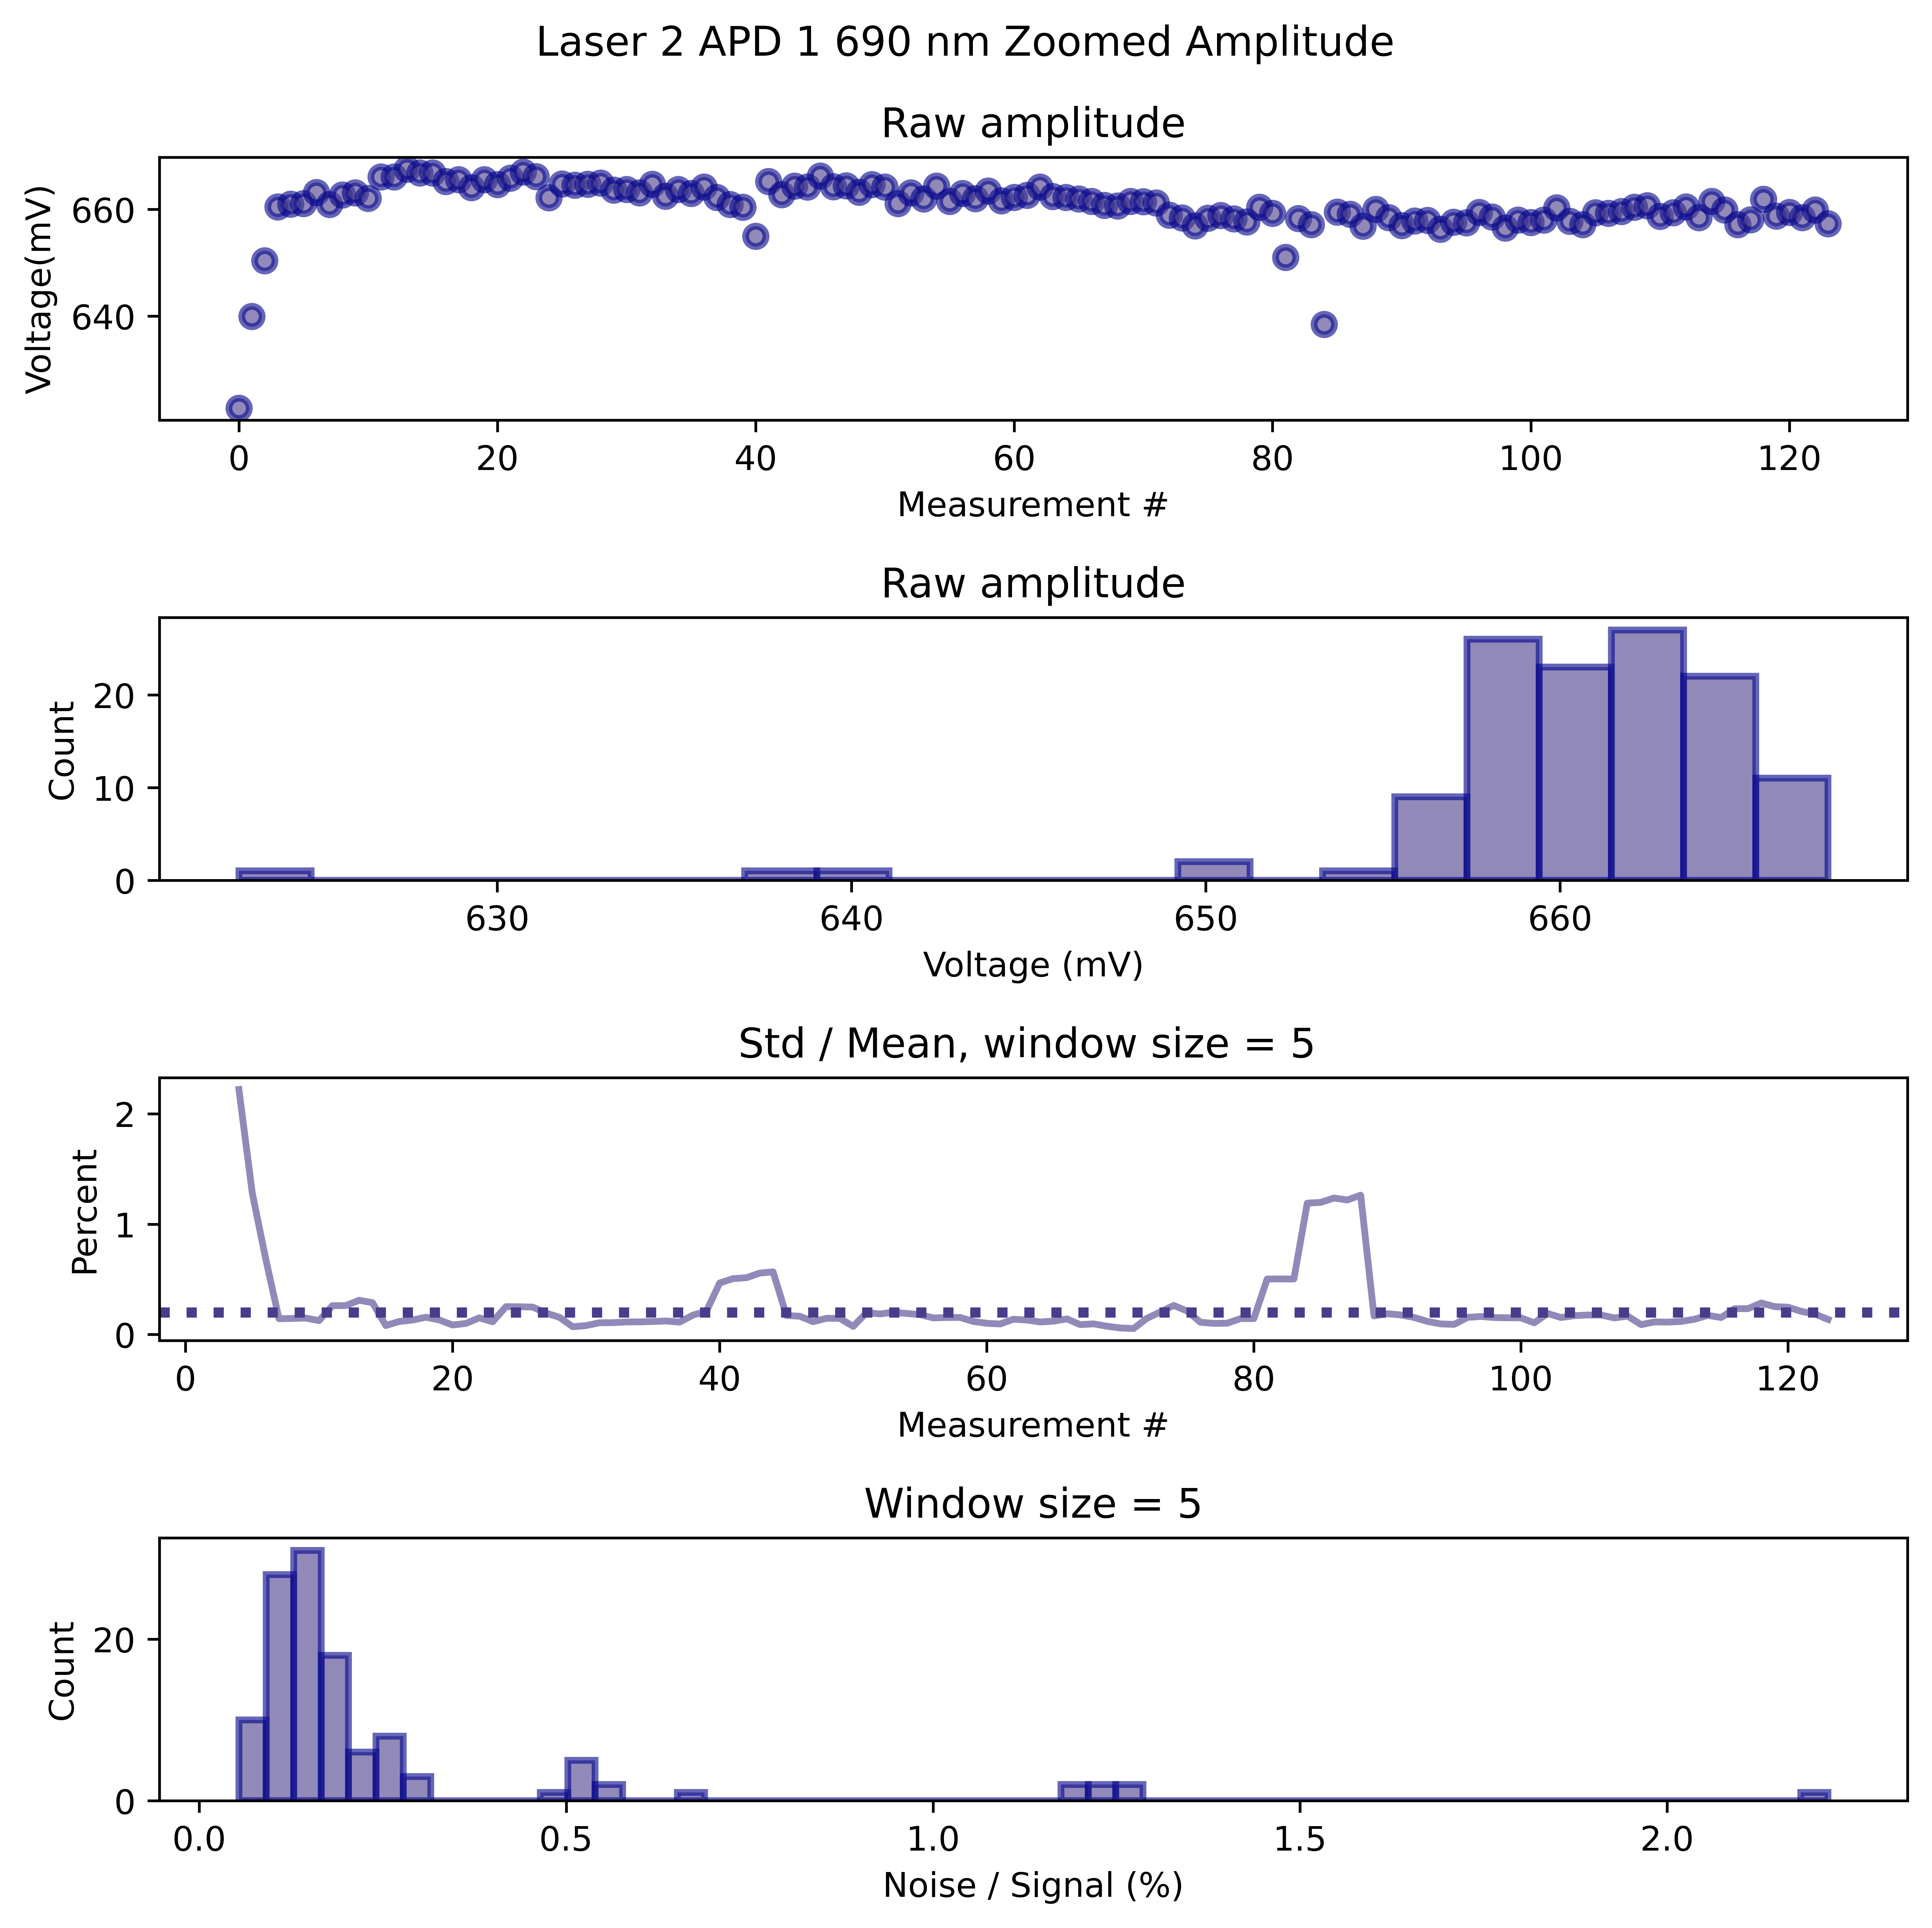 Laser 2 APD 1 690 nm Zoomed Amplitude
Raw amplitude
Voltage(mV)
660
640
0 20 40 60 80 100 120
Measurement #
Raw amplitude
Count
20
10
0
630 640 650 660
Voltage (mV)
Std / Mean, window size = 5
Percent
2
1
0
0 20 40 60 80 100 120
Measurement #
Window size = 5
Count
20
0
0.0 0.5 1.0 1.5 2.0
Noise / Signal (%)